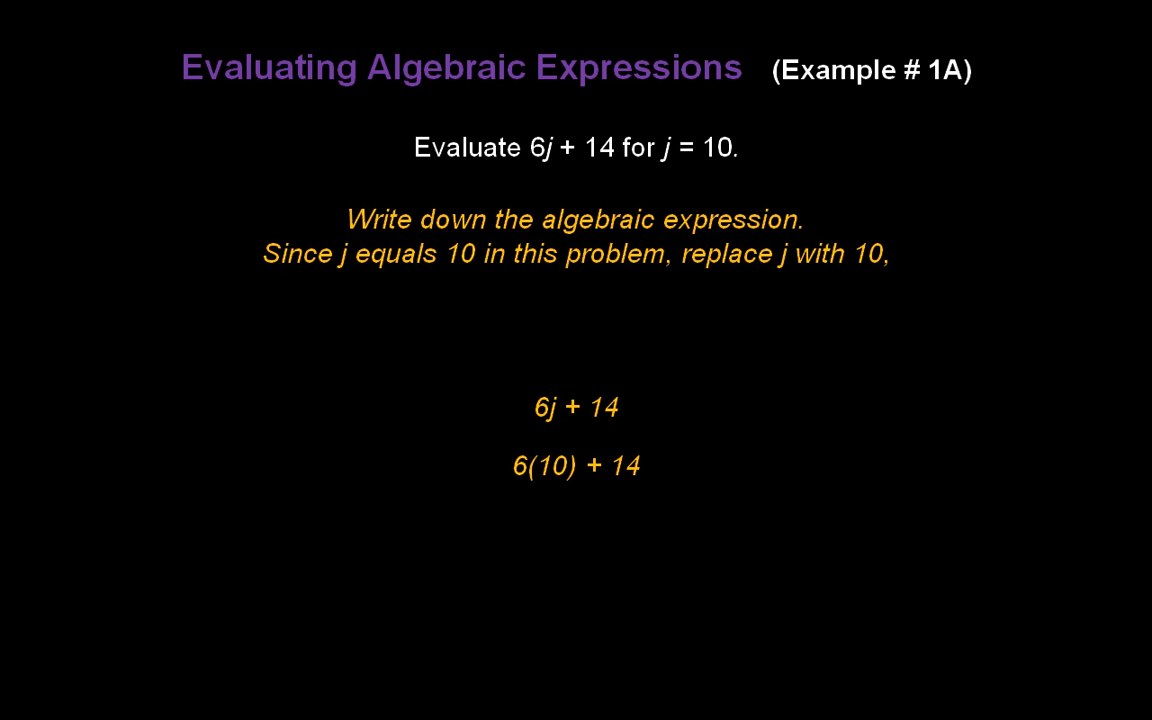 Evaluating Algebraic Expressions (Example # 1A)
Evaluate 6j + 14 for j = 10.
Write down the algebraic expression.
Since j equals 10 in this problem, replace j with 10,
6j + 14
6(10) + 14